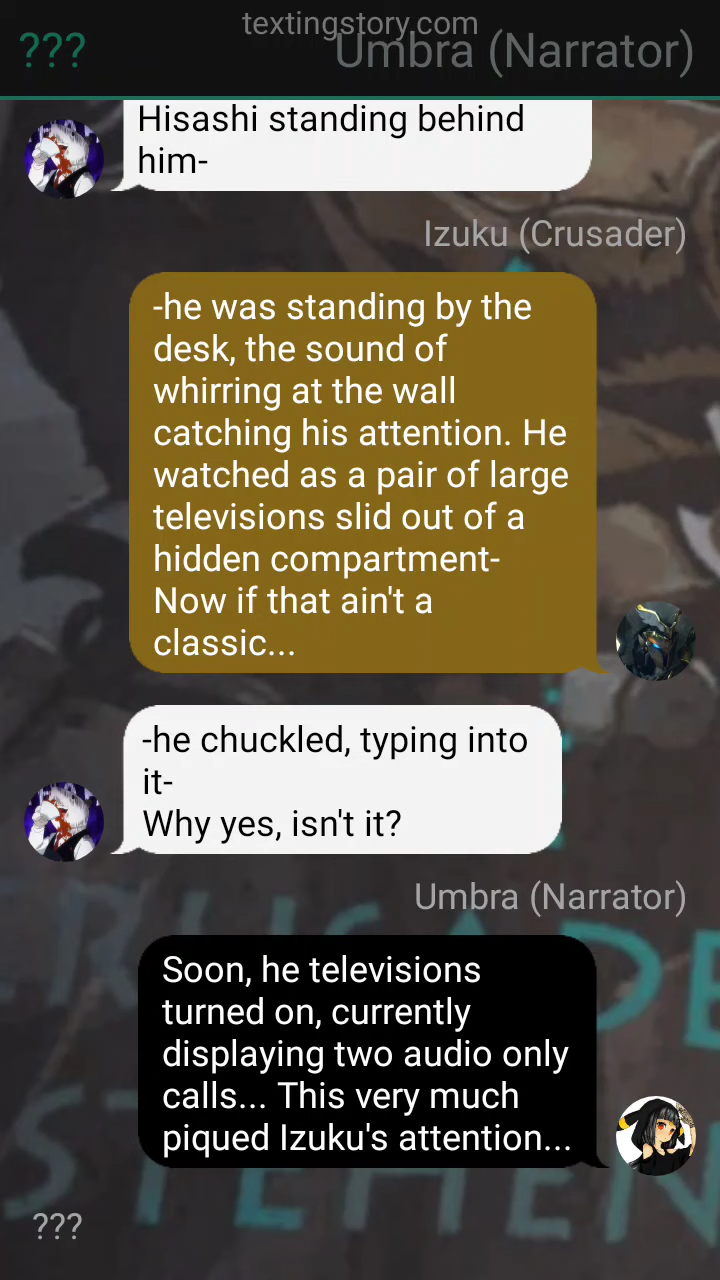 textingstory.com
??? Umbra (Narrator)
Hisashi standing behind
him-
Izuku (Crusader)
-he was standing by the
desk, the sound of
whirring at the wall
catching his attention. He
watched as a pair of large
televisions slid out of a
hidden compartment-
Now if that ain't a
classic...
-he chuckled, typing into
it-
Why yes, isn't it?
Umbra (Narrator)
Soon, he televisions
turned on, currently
displaying two audio only
calls... This very much
piqued Izuku's attention...
???